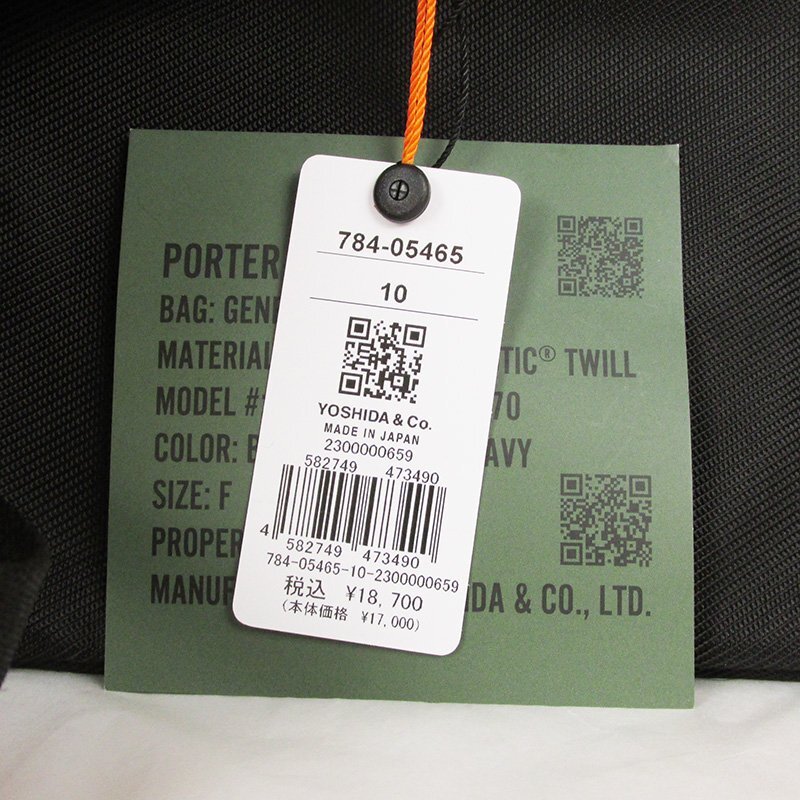 784-05465
10
YOSHIDA & Co.
MADE IN JAPAN
2300000659
582749 473490
4 582749 473490
784-05465-10-2300000659
税込 ¥18,700
(本体価格 ¥17,000)
PORTER
BAG: GEN
MATERIAL TIC® TWILL
MODEL # 70
COLOR: B AVY
SIZE: F
PROPER
MANUF IDA & CO., LTD.